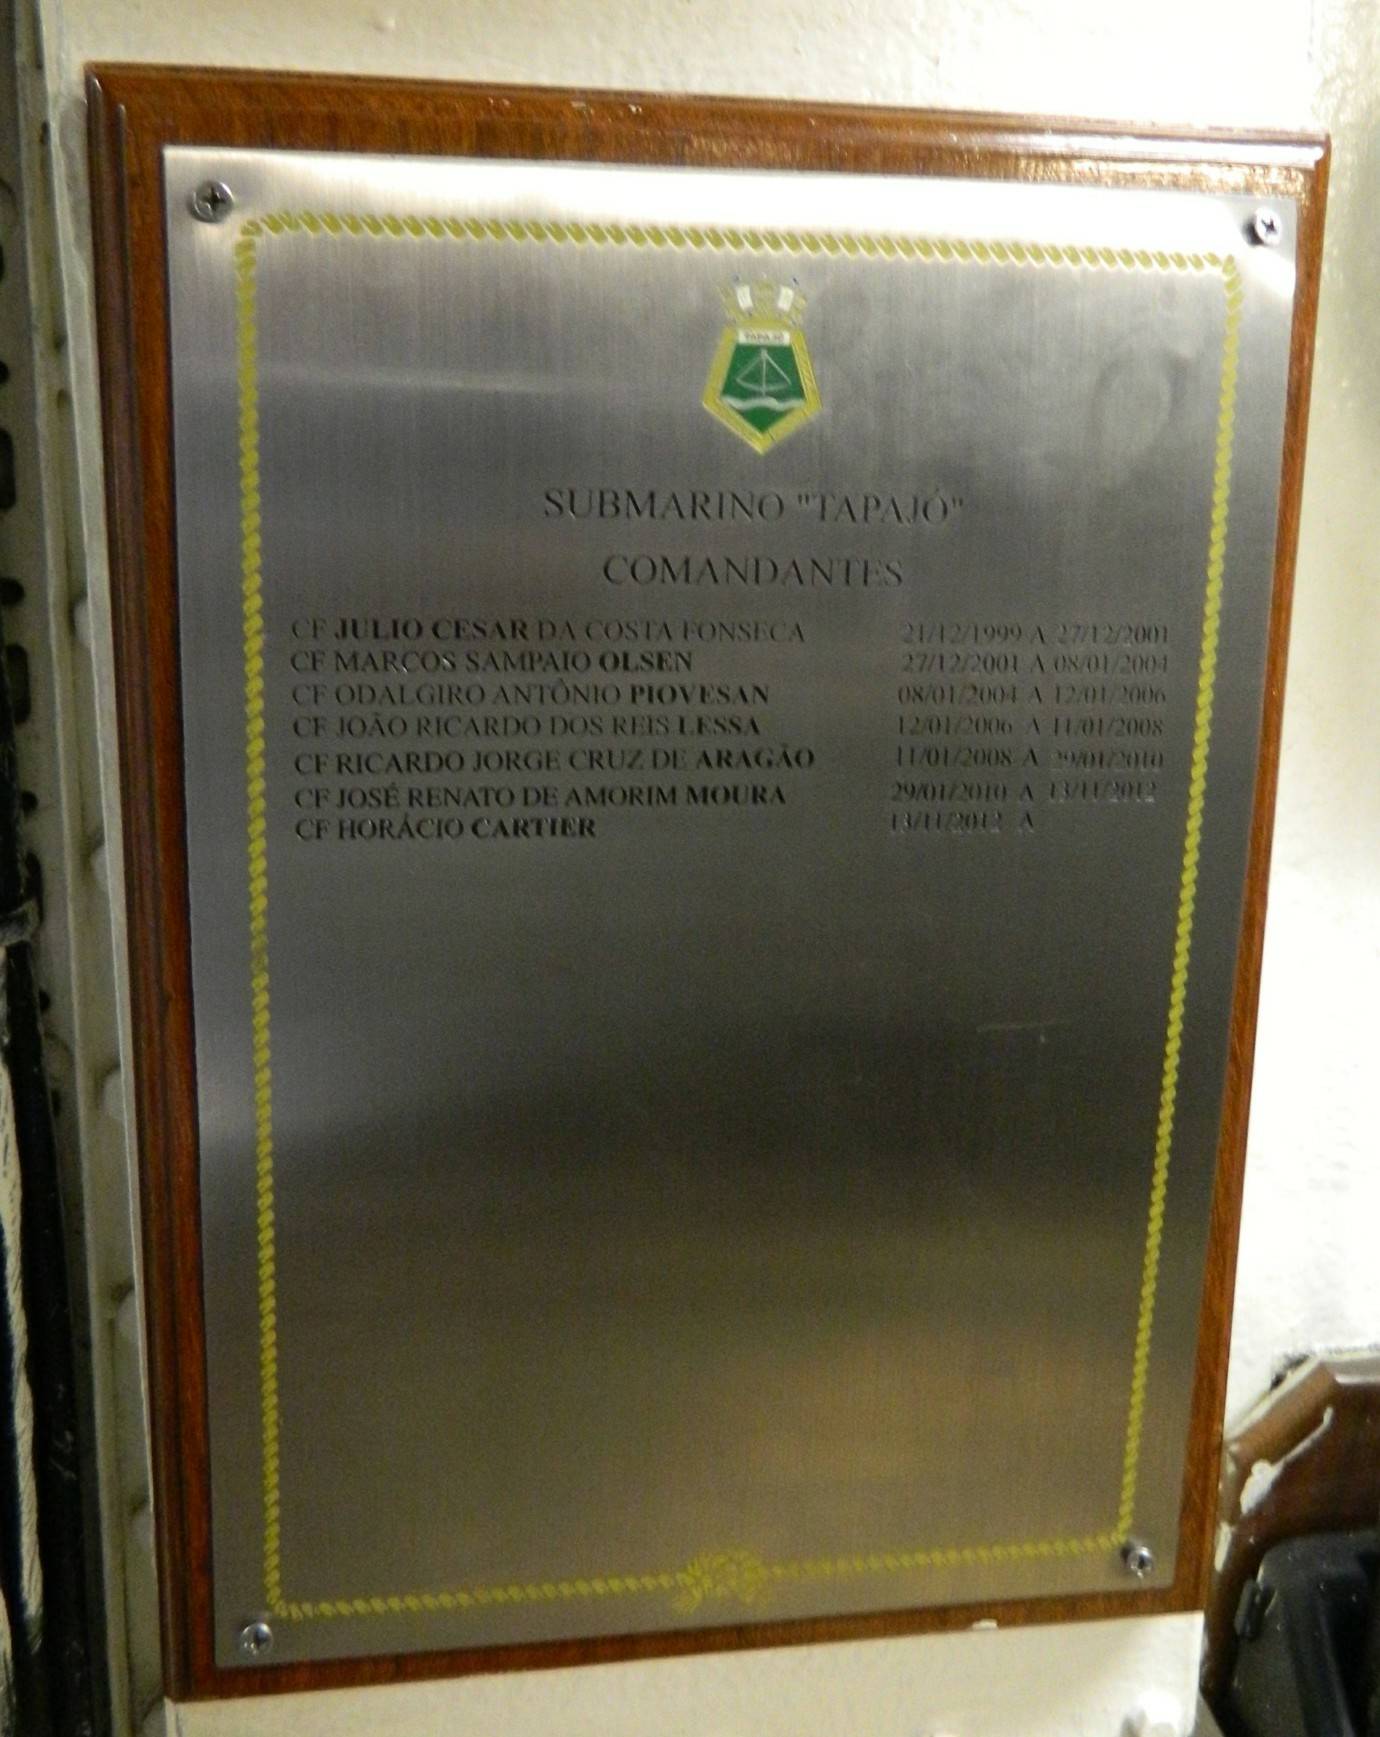 TAPAJÓ
SUBMARINO "TAPAJÓ"
COMANDANTES
CF JULIO CESAR DA COSTA FONSECA 21/12/1999 A 27/12/2001
CF MARCOS SAMPAIO OLSEN 27/12/2001 A 08/01/2004
CF ODALGIRO ANTÔNIO PIOVESAN 08/01/2004 A 12/01/2006
CF JOÃO RICARDO DOS REIS LESSA 12/01/2006 A 11/01/2008
CF RICARDO JORGE CRUZ DE ARAGÃO 11/01/2008 A 29/01/2010
CF JOSÉ RENATO DE AMORIM MOURA 29/01/2010 A 13/11/2012
CF HORÁCIO CARTIER 13/11/2012 A